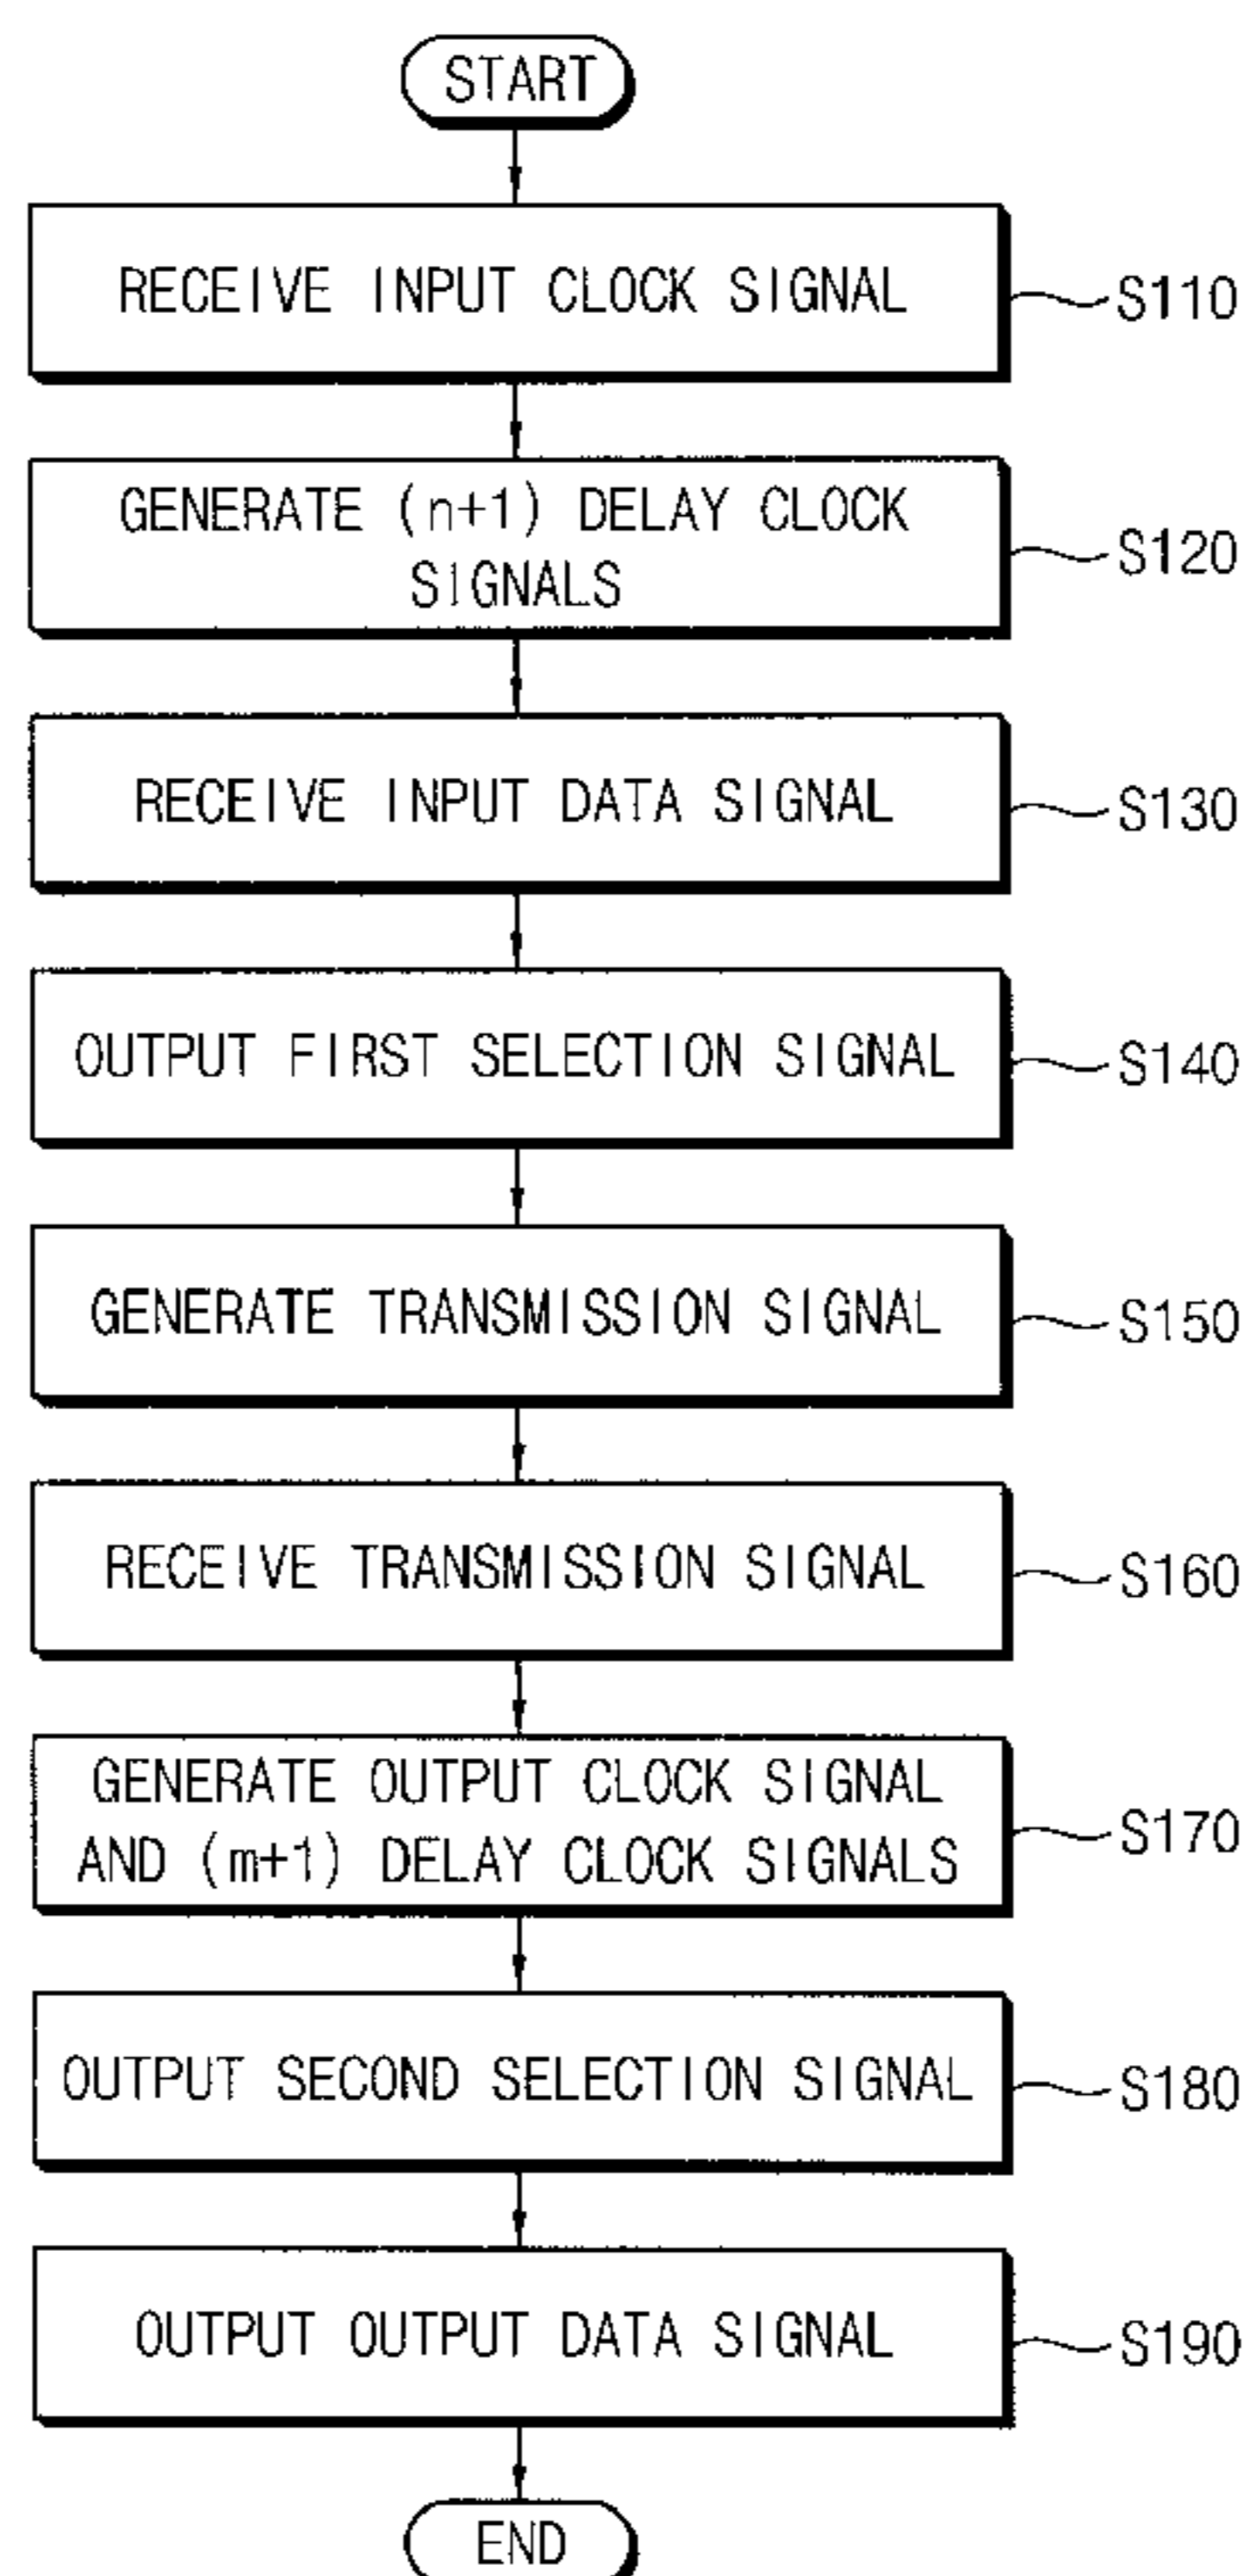 START
RECEIVE INPUT CLOCK SIGNAL
S110
GENERATE (n+1) DELAY CLOCK
SIGNALS
S120
RECEIVE INPUT DATA SIGNAL
S130
OUTPUT FIRST SELECTION SIGNAL
S140
GENERATE TRANSMISSION SIGNAL
S150
RECEIVE TRANSMISSION SIGNAL
S160
GENERATE OUTPUT CLOCK SIGNAL
AND (m+1) DELAY CLOCK SIGNALS
S170
OUTPUT SECOND SELECTION SIGNAL
S180
OUTPUT OUTPUT DATA SIGNAL
S190
END